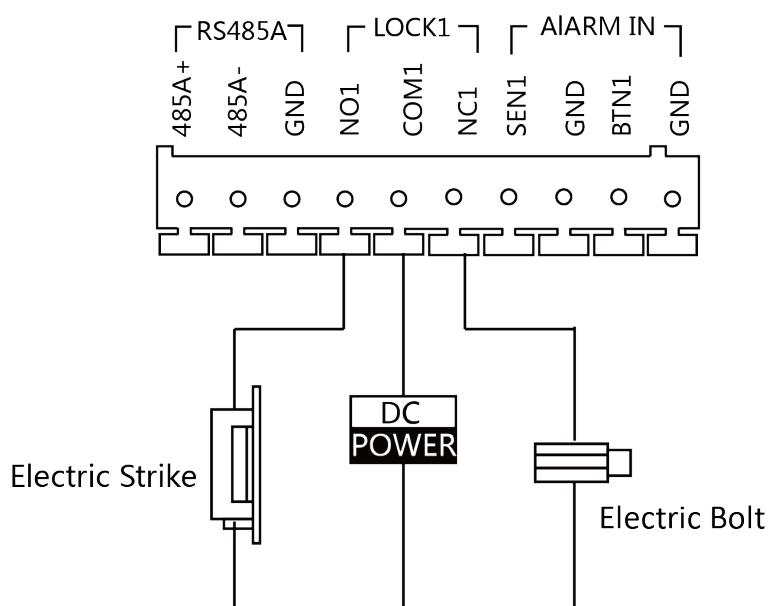 RS485A LOCK1 AlARM IN
485A+ 485A- GND NO1 COM1 NC1 SEN1 GND BTN1 GND
DC
POWER
Electric Strike
Electric Bolt